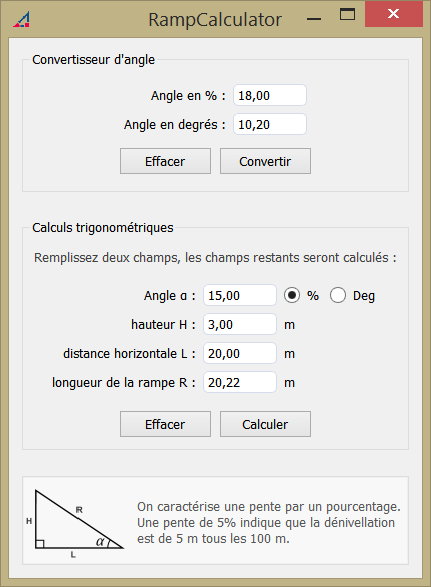 RampCalculator
Convertisseur d'angle
Angle en % : 18,00
Angle en degrés : 10,20
Effacer Convertir
Calculs trigonométriques
Remplissez deux champs, les champs restants seront calculés :
Angle α : 15,00 % Deg
hauteur H : 3,00 m
distance horizontale L : 20,00 m
longueur de la rampe R : 20,22 m
Effacer Calculer
H R α L
On caractérise une pente par un pourcentage.
Une pente de 5% indique que la dénivellation
est de 5 m tous les 100 m.